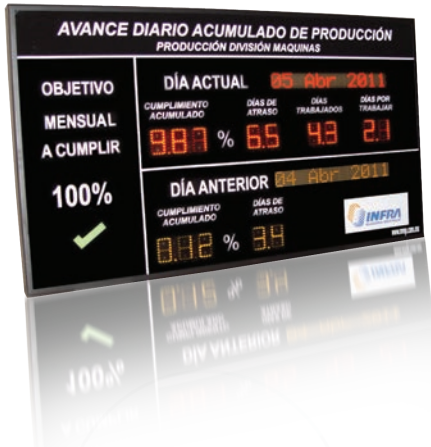 AVANCE DIARIO ACUMULADO DE PRODUCCIÓN
PRODUCCIÓN DIVISIÓN MAQUINAS
OBJETIVO
MENSUAL
A CUMPLIR
100%
DÍA ACTUAL 05 Abr 2011
CUMPLIMIENTO
ACUMULADO
DÍAS DE
ATRASO
DÍAS
TRABAJADOS
DÍAS POR
TRABAJAR
9.87 % 6.5 4.3 2.1
DÍA ANTERIOR 04 Abr 2011
CUMPLIMIENTO
ACUMULADO
DÍAS DE
ATRASO
0.12 % 3.4
INFRA